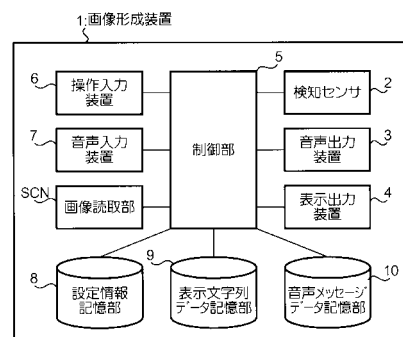 1:画像形成装置
5
6
操作入力
装置
検知センサ
2
7
音声入力
装置
制御部
音声出力
装置
3
SCN
画像読取部
表示出力
装置
4
8
設定情報
記憶部
9
表示文字列
データ記憶部
10
音声メッセージ
データ記憶部